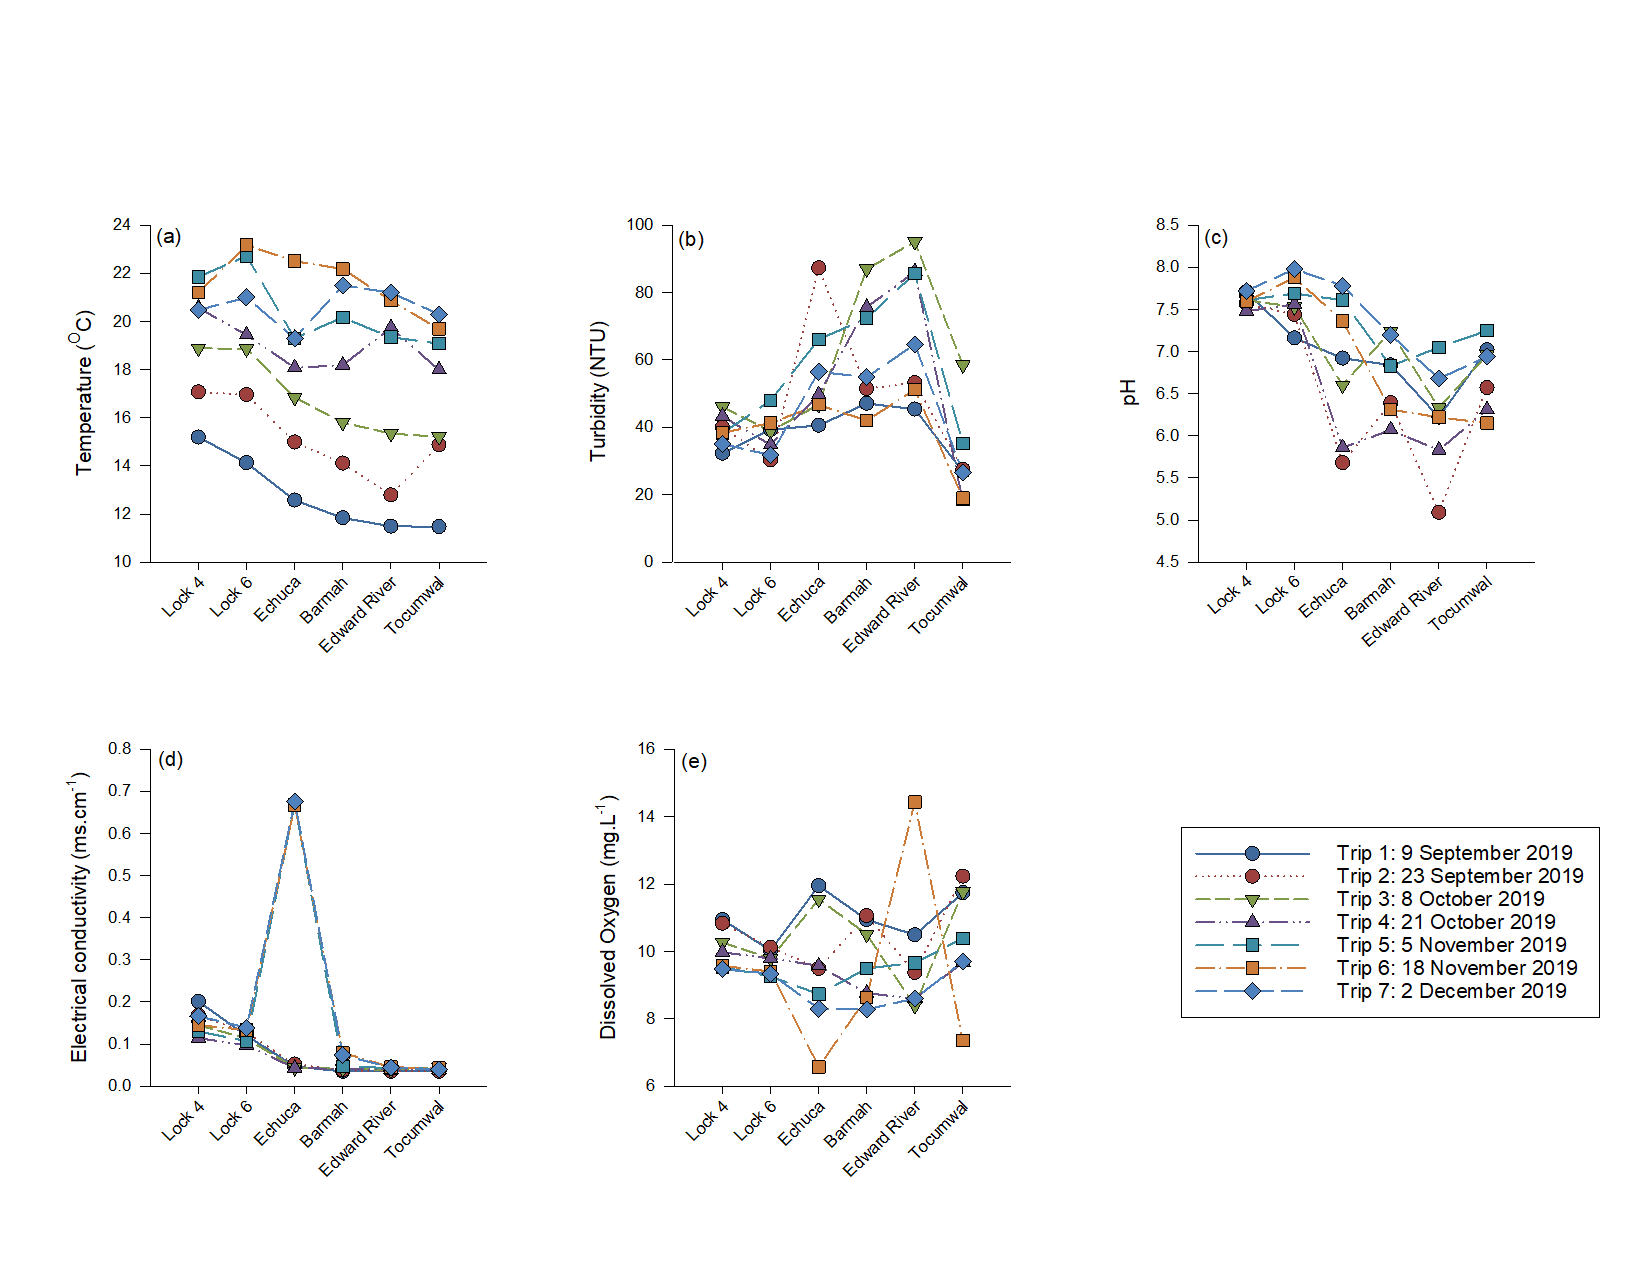 (a)
24
22
20
18
16
14
12
10
Temperature (OC)
Lock 4
Lock 6
Echuca
Barmah
Edward River
Tocumwal
(b)
100
80
60
40
20
0
Turbidity (NTU)
Lock 4
Lock 6
Echuca
Barmah
Edward River
Tocumwal
(c)
8.5
8.0
7.5
7.0
6.5
6.0
5.5
5.0
4.5
pH
Lock 4
Lock 6
Echuca
Barmah
Edward River
Tocumwal
(d)
0.8
0.7
0.6
0.5
0.4
0.3
0.2
0.1
0.0
Electrical conductivity (ms.cm-1)
Lock 4
Lock 6
Echuca
Barmah
Edward River
Tocumwal
(e)
16
14
12
10
8
6
Dissolved Oxygen (mg.L-1)
Lock 4
Lock 6
Echuca
Barmah
Edward River
Tocumwal
Trip 1: 9 September 2019
Trip 2: 23 September 2019
Trip 3: 8 October 2019
Trip 4: 21 October 2019
Trip 5: 5 November 2019
Trip 6: 18 November 2019
Trip 7: 2 December 2019